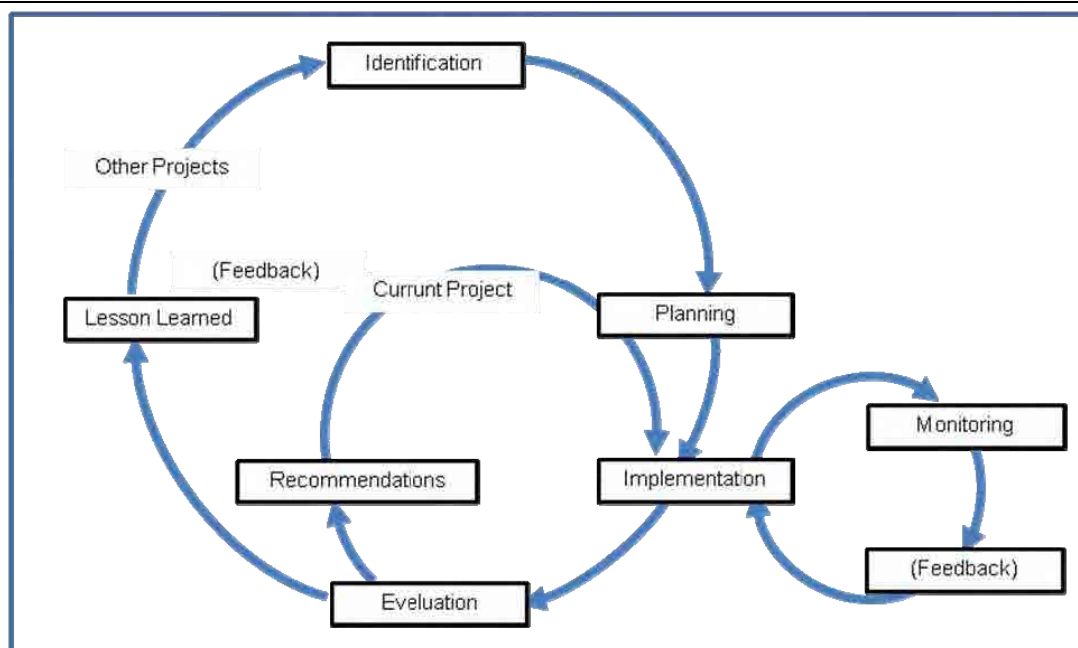 Identification
Other Projects
(Feedback)
Currunt Project
Lesson Learned
Planning
Monitoring
Recommendations
Implementation
(Feedback)
Eveluation